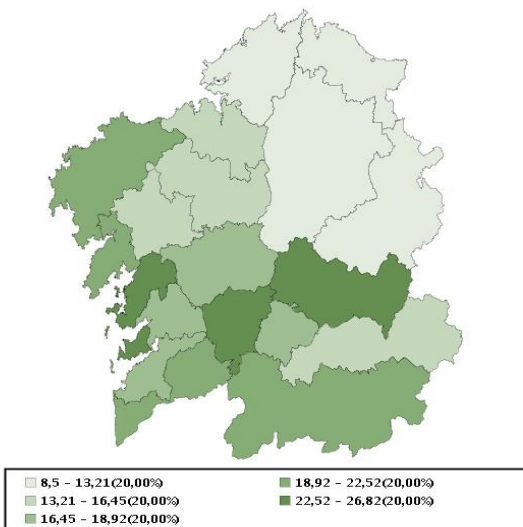 8,5 - 13,21(20,00%)
13,21 - 16,45(20,00%)
16,45 - 18,92(20,00%)
18,92 - 22,52(20,00%)
22,52 - 26,82(20,00%)